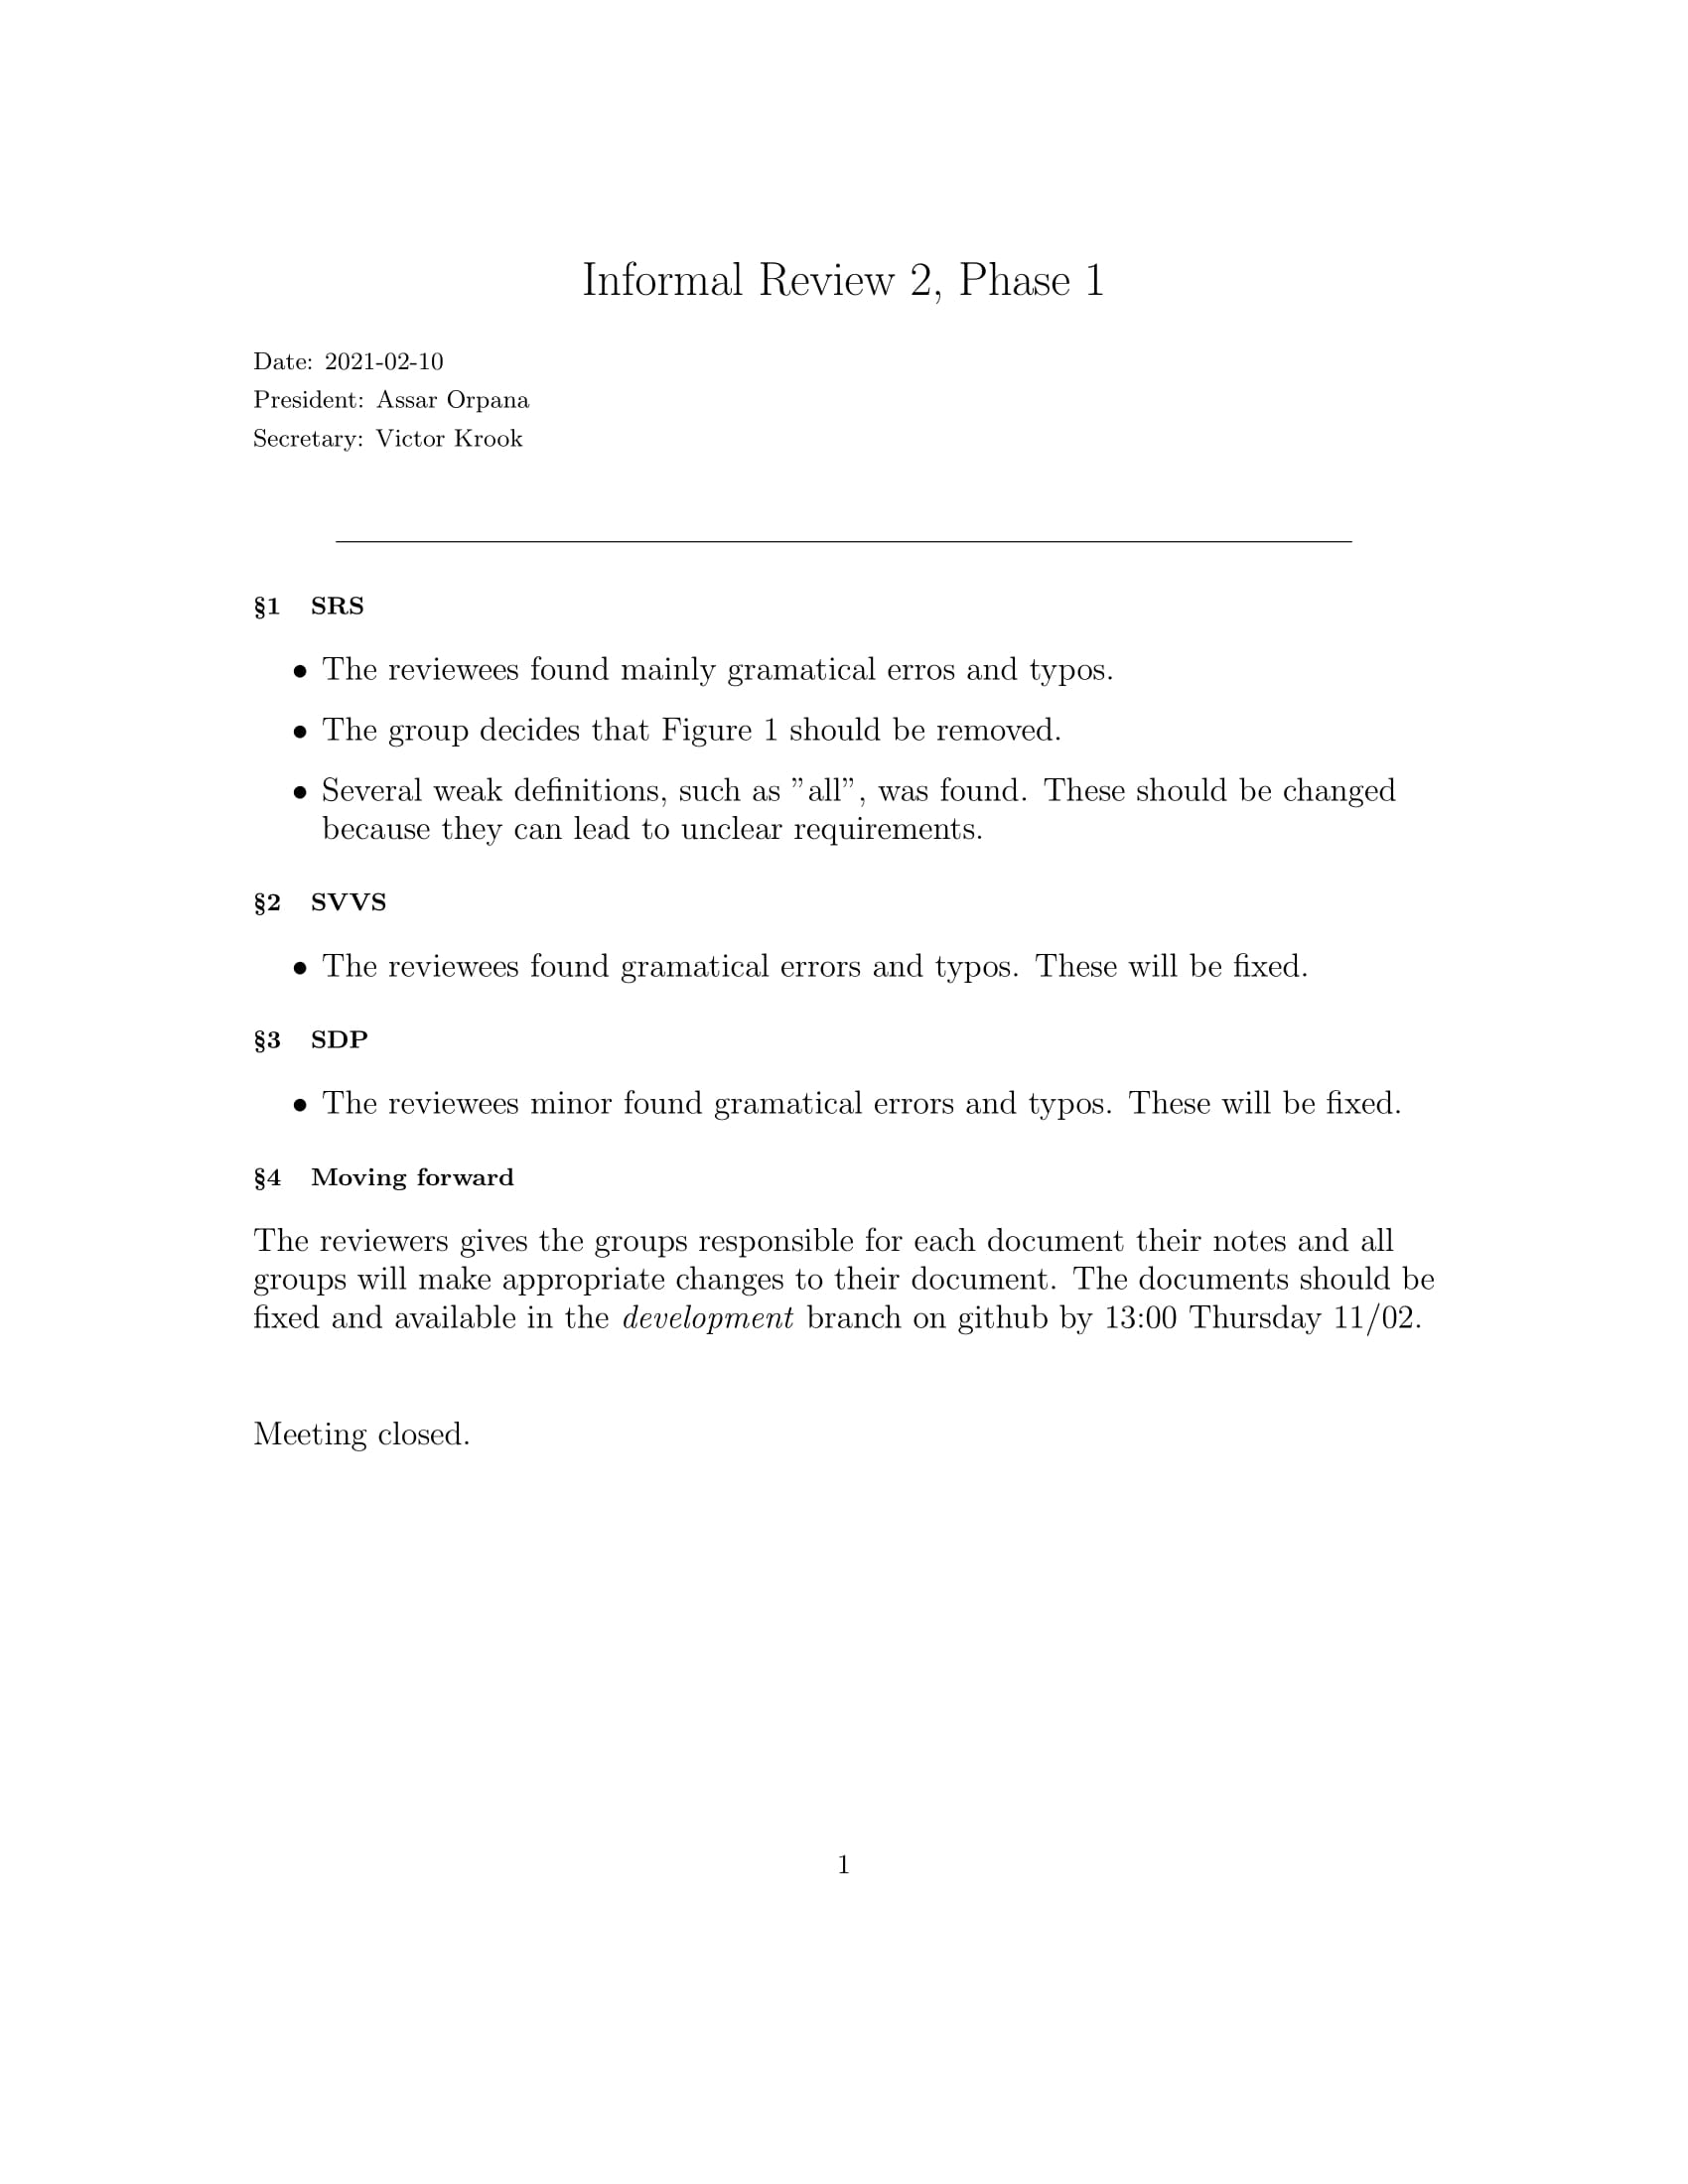 Informal Review 2, Phase 1
Date: 2021-02-10
President: Assar Orpana
Secretary: Victor Krook
§1 SRS
• The reviewees found mainly gramatical erros and typos.
• The group decides that Figure 1 should be removed.
• Several weak definitions, such as ”all”, was found. These should be changed
because they can lead to unclear requirements.
§2 SVVS
• The reviewees found gramatical errors and typos. These will be fixed.
§3 SDP
• The reviewees minor found gramatical errors and typos. These will be fixed.
§4 Moving forward
The reviewers gives the groups responsible for each document their notes and all
groups will make appropriate changes to their document. The documents should be
fixed and available in the development branch on github by 13:00 Thursday 11/02.
Meeting closed.
1